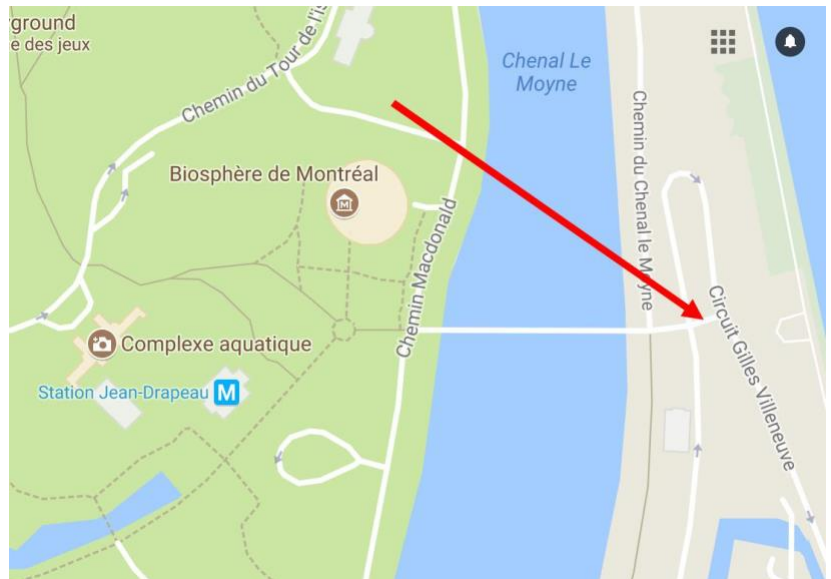 yground
e des jeux
Chemin du Tour de l'is
Chenal Le
Moyne
Biosphère de Montréal
M
Chemin du Chenal le Moyne
Chemin Macdonald
Circuit Gilles Villeneuve
Complexe aquatique
Station Jean-Drapeau M